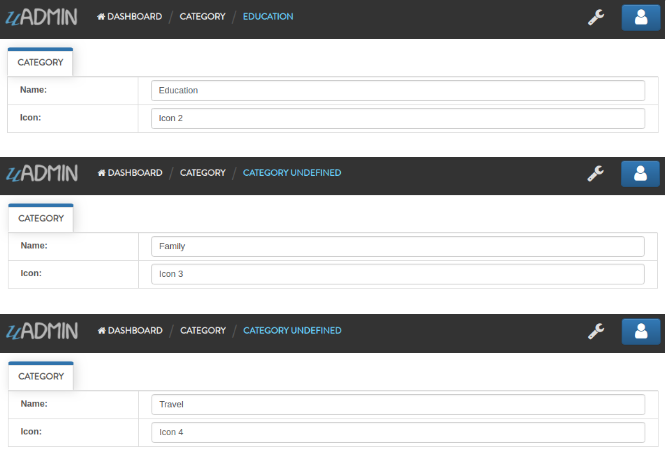 uADMIN DASHBOARD / CATEGORY / EDUCATION
CATEGORY
Name: Education
Icon: Icon 2
uADMIN DASHBOARD / CATEGORY / CATEGORY UNDEFINED
CATEGORY
Name: Family
Icon: Icon 3
uADMIN DASHBOARD / CATEGORY / CATEGORY UNDEFINED
CATEGORY
Name: Travel
Icon: Icon 4